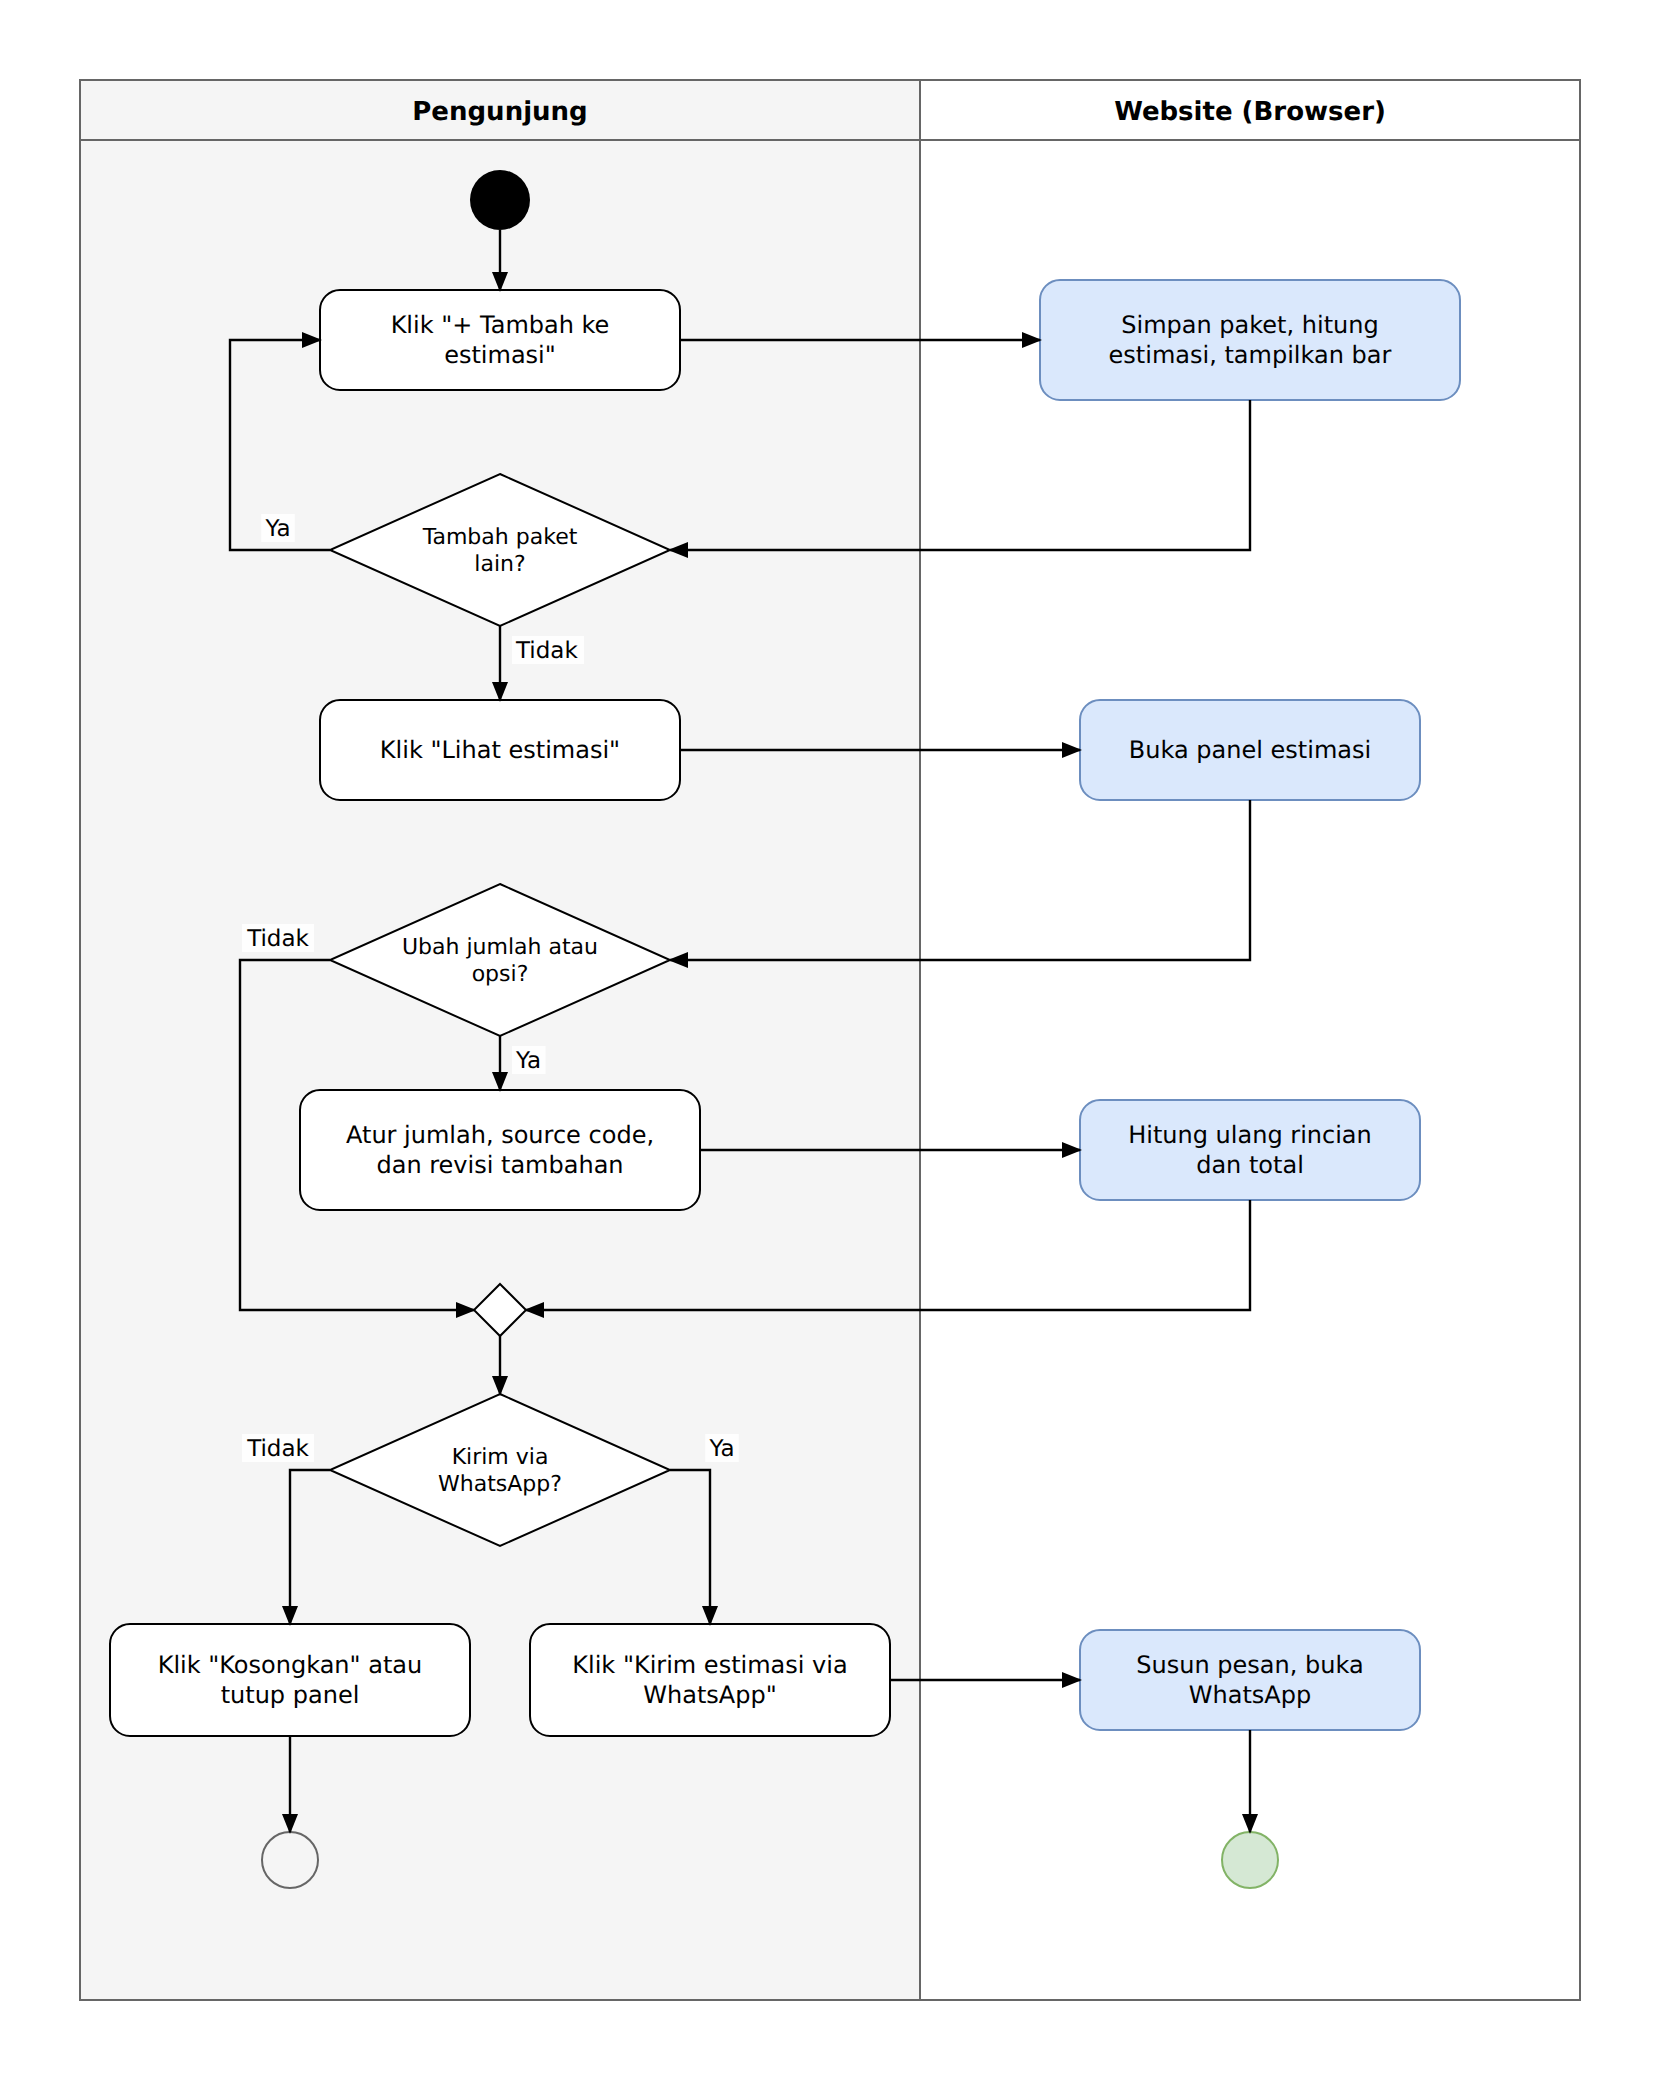 Pengunjung
Website (Browser)
Klik "+ Tambah ke
estimasi"
Simpan paket, hitung
estimasi, tampilkan bar
Ya
Tambah paket
lain?
Tidak
Klik "Lihat estimasi"
Buka panel estimasi
Tidak
Ubah jumlah atau
opsi?
Ya
Atur jumlah, source code,
dan revisi tambahan
Hitung ulang rincian
dan total
Tidak
Kirim via
WhatsApp?
Ya
Klik "Kosongkan" atau
tutup panel
Klik "Kirim estimasi via
WhatsApp"
Susun pesan, buka
WhatsApp